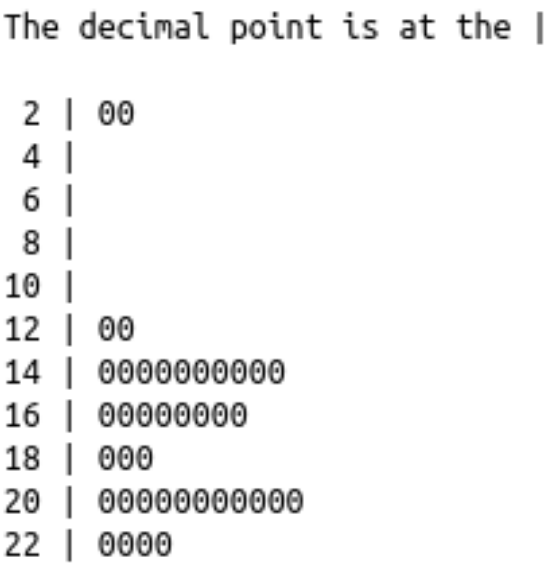 The decimal point is at the |
 2 | 00
 4 |
 6 |
 8 |
10 |
12 | 00
14 | 0000000000
16 | 00000000
18 | 000
20 | 00000000000
22 | 0000